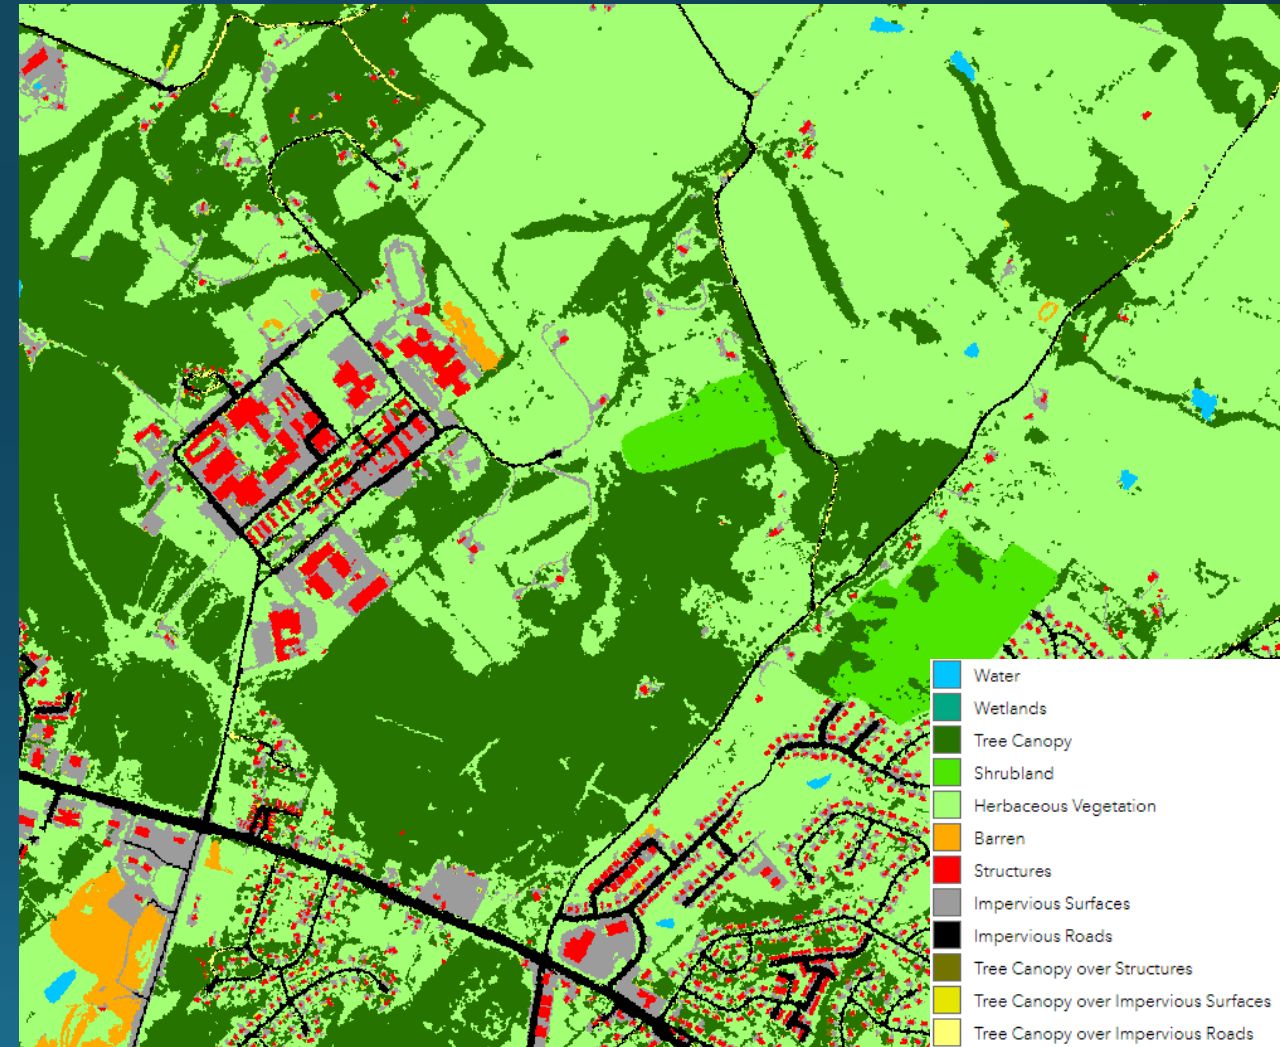 Water
Wetlands
Tree Canopy
Shrubland
Herbaceous Vegetation
Barren
Structures
Impervious Surfaces
Impervious Roads
Tree Canopy over Structures
Tree Canopy over Impervious Surfaces
Tree Canopy over Impervious Roads